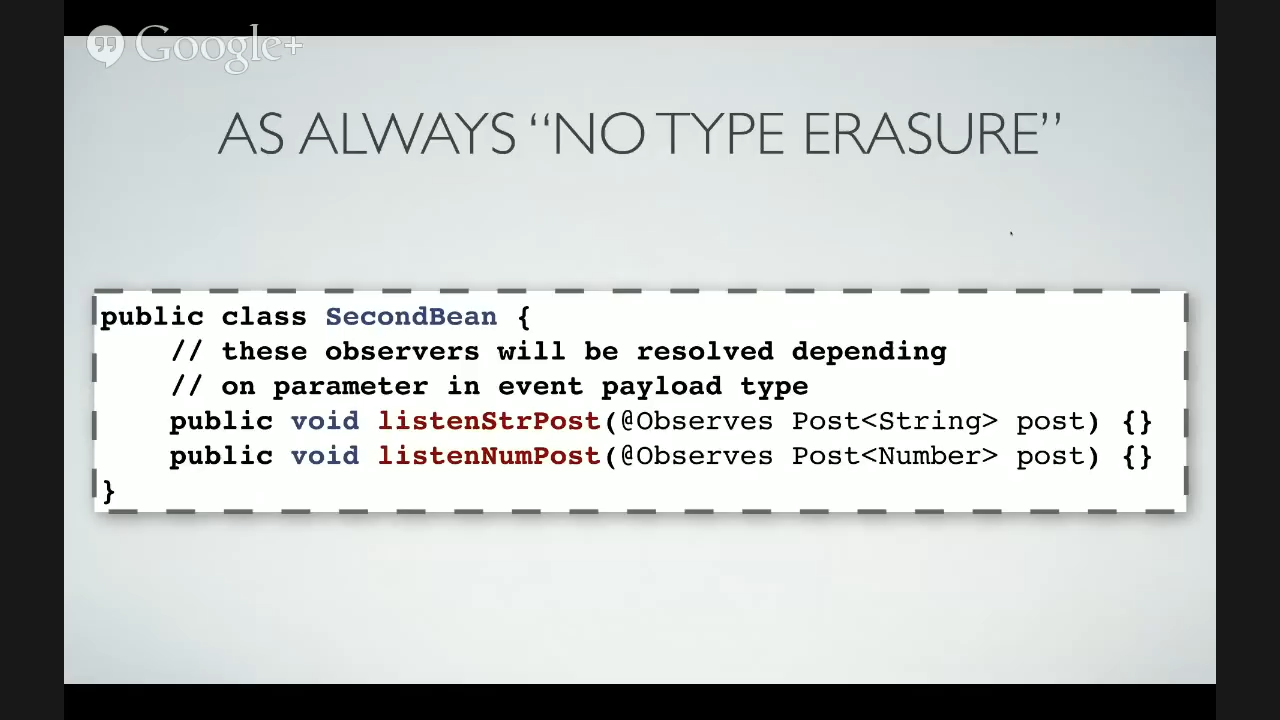 Google+
AS ALWAYS “NO TYPE ERASURE”
public class SecondBean {
// these observers will be resolved depending
// on parameter in event payload type
public void listenStrPost(@Observes Post<String> post) {}
public void listenNumPost(@Observes Post<Number> post) {}
}